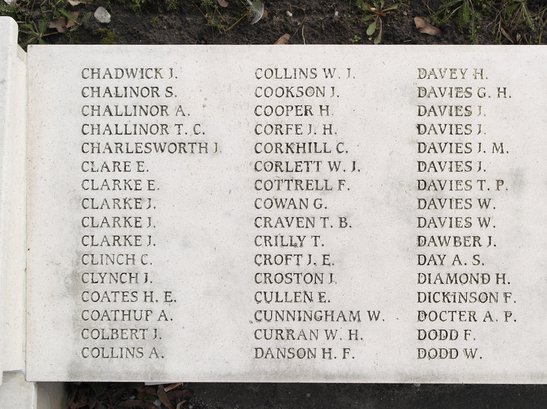 CHADWICK J.
CHALINOR S.
CHALLINOR A.
CHALLINOR T. C.
CHARLESWORTH J.
CLARE E.
CLARKE E.
CLARKE J.
CLARKE J.
CLARKE J.
CLINCH C.
CLYNCH J.
COATES H. E.
COATHUP A.
COLBERT J.
COLLINS A.
COLLINS W. J.
COOKSON J.
COOPER H.
CORFE J. H.
CORKHILL C.
CORLETT W. J.
COTTRELL F.
COWAN G.
CRAVEN T. B.
CRILLY T.
CROFT J. E.
CROSTON J.
CULLEN E.
CUNNINGHAM W.
CURRAN W. H.
DANSON H. F.
DAVEY H.
DAVIES G. H.
DAVIES J.
DAVIES J.
DAVIES J. M.
DAVIES J.
DAVIES T. P.
DAVIES W.
DAVIES W.
DAWBER J.
DAY A. S.
DIAMOND H.
DICKINSON F.
DOCTER A. P.
DODD F.
DODD W.